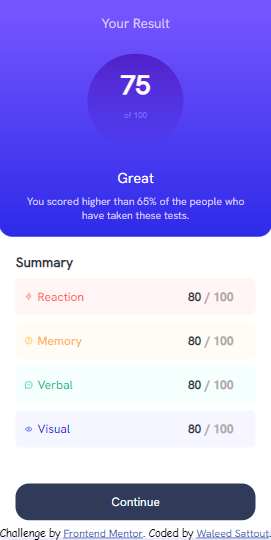 Your Result
75
of 100
Great
You scored higher than 65% of the people who
have taken these tests.
Summary
Reaction 80 / 100
Memory 80 / 100
Verbal 80 / 100
Visual 80 / 100
Continue
Challenge by Frontend Mentor. Coded by Waleed Sattout.